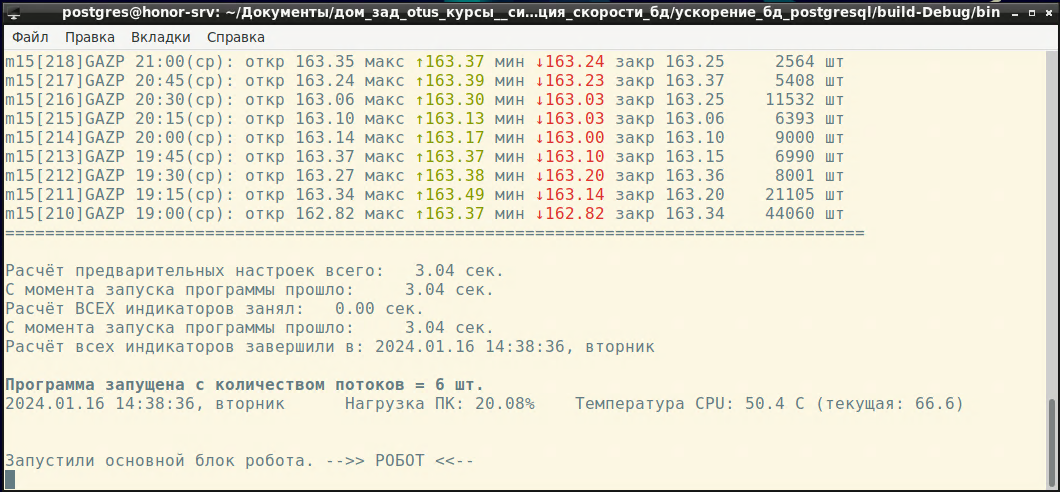 postgres@honor-srv: ~/Документы/дом_зад_otus_курсы__си...ция_скорости_бд/ускорение_бд_postgresql/build-Debug/bin
Файл Правка Вкладки Справка
m15[218]GAZP 21:00(ср): откр 163.35 макс ↑163.37 мин ↓163.24 закр 163.25 2564 шт
m15[217]GAZP 20:45(ср): откр 163.24 макс ↑163.39 мин ↓163.23 закр 163.37 5408 шт
m15[216]GAZP 20:30(ср): откр 163.06 макс ↑163.30 мин ↓163.03 закр 163.25 11532 шт
m15[215]GAZP 20:15(ср): откр 163.10 макс ↑163.13 мин ↓163.03 закр 163.06 6393 шт
m15[214]GAZP 20:00(ср): откр 163.14 макс ↑163.17 мин ↓163.00 закр 163.10 9000 шт
m15[213]GAZP 19:45(ср): откр 163.37 макс ↑163.37 мин ↓163.10 закр 163.15 6990 шт
m15[212]GAZP 19:30(ср): откр 163.27 макс ↑163.38 мин ↓163.20 закр 163.36 8001 шт
m15[211]GAZP 19:15(ср): откр 163.34 макс ↑163.49 мин ↓163.14 закр 163.20 21105 шт
m15[210]GAZP 19:00(ср): откр 162.82 макс ↑163.37 мин ↓162.82 закр 163.34 44060 шт
======================================================================================
Расчёт предварительных настроек всего: 3.04 сек.
С момента запуска программы прошло: 3.04 сек.
Расчёт ВСЕХ индикаторов занял: 0.00 сек.
С момента запуска программы прошло: 3.04 сек.
Расчёт всех индикаторов завершили в: 2024.01.16 14:38:36, вторник
Программа запущена с количеством потоков = 6 шт.
2024.01.16 14:38:36, вторник Нагрузка ПК: 20.08% Температура CPU: 50.4 C (текущая: 66.6)
Запустили основной блок робота. -->> РОБОТ <<--